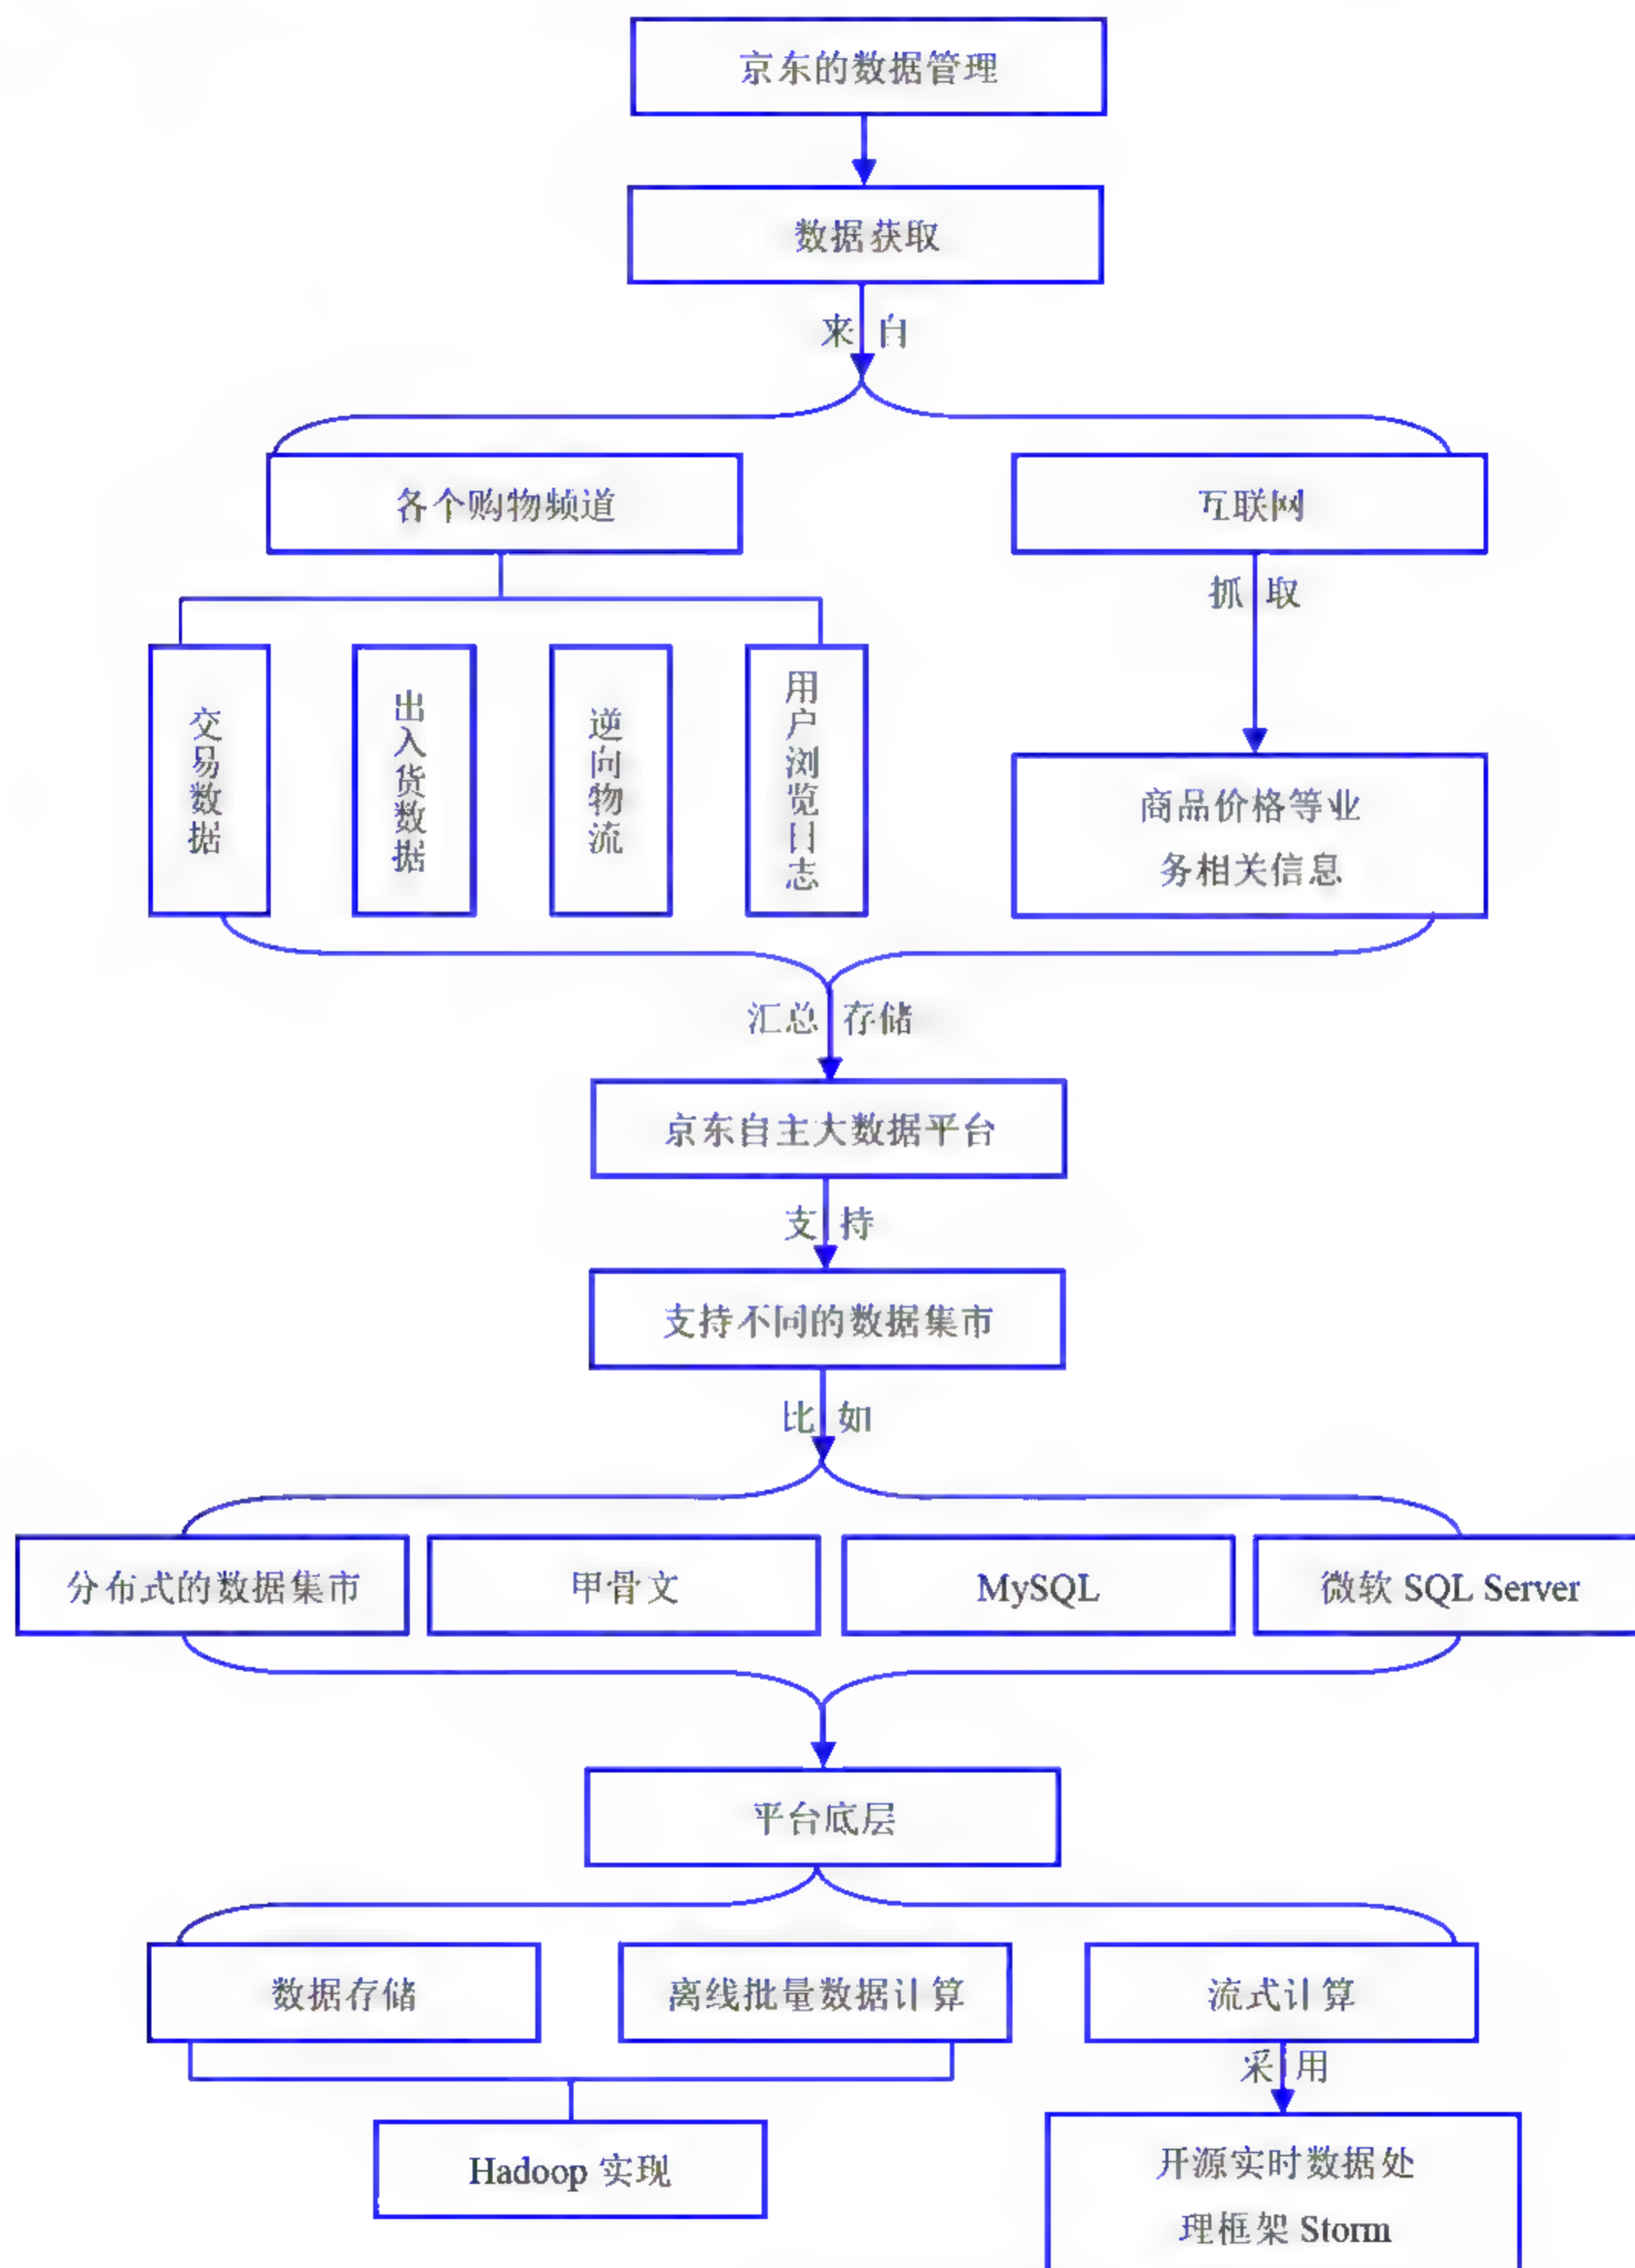 京东的数据管理
数据获取
来自
各个购物频道
互联网
抓取
交易数据
出入货数据
逆向物流
用户浏览日志
商品价格等业
务相关信息
汇总存储
京东自主大数据平台
支持
支持不同的数据集市
比如
分布式的数据集市
甲骨文
MySQL
微软 SQL Server
平台底层
数据存储
离线批量数据计算
流式计算
采用
Hadoop 实现
开源实时数据处
理框架 Storm